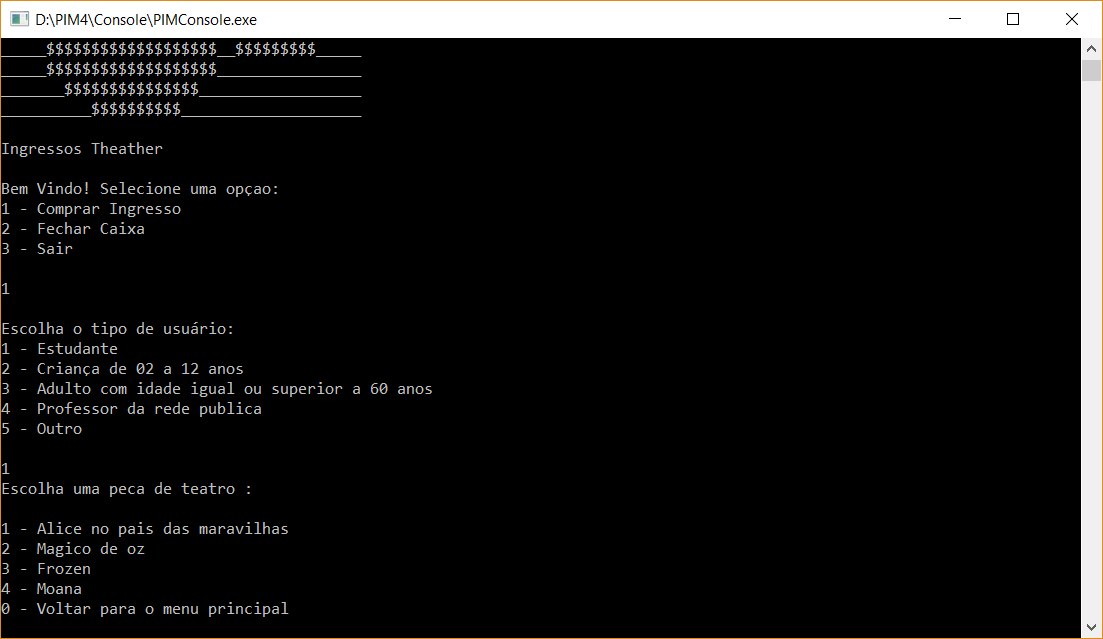 D:\PIM4\Console\PIMConsole.exe
_____$$$$$$$$$$$$$$$$$$$__$$$$$$$$$_____
_____$$$$$$$$$$$$$$$$$$$________________
_______$$$$$$$$$$$$$$$__________________
__________$$$$$$$$$$____________________
Ingressos Theather
Bem Vindo! Selecione uma opçao:
1 - Comprar Ingresso
2 - Fechar Caixa
3 - Sair
1
Escolha o tipo de usuário:
1 - Estudante
2 - Criança de 02 a 12 anos
3 - Adulto com idade igual ou superior a 60 anos
4 - Professor da rede publica
5 - Outro
1
Escolha uma peca de teatro :
1 - Alice no pais das maravilhas
2 - Magico de oz
3 - Frozen
4 - Moana
0 - Voltar para o menu principal